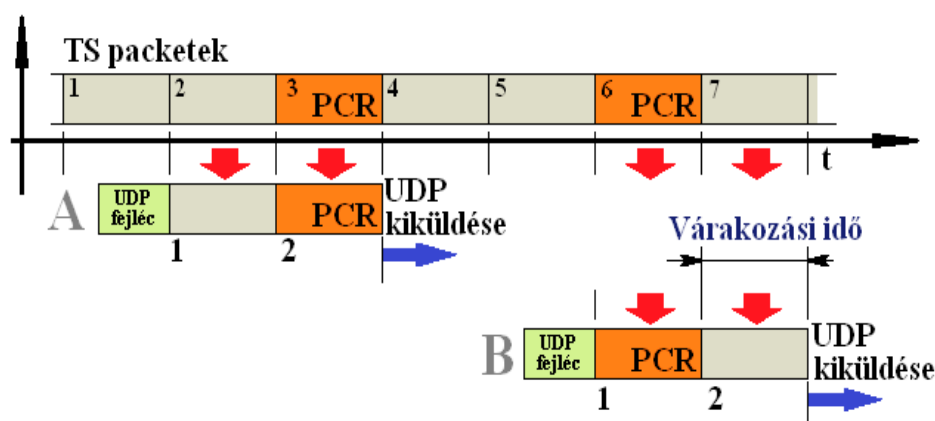 TS packetek
1 2 3 PCR 4 5 6 PCR 7
t
A
UDP
fejléc
PCR
UDP
kiküldése
1 2
Várakozási idő
B
UDP
fejléc
PCR
UDP
kiküldése
1 2